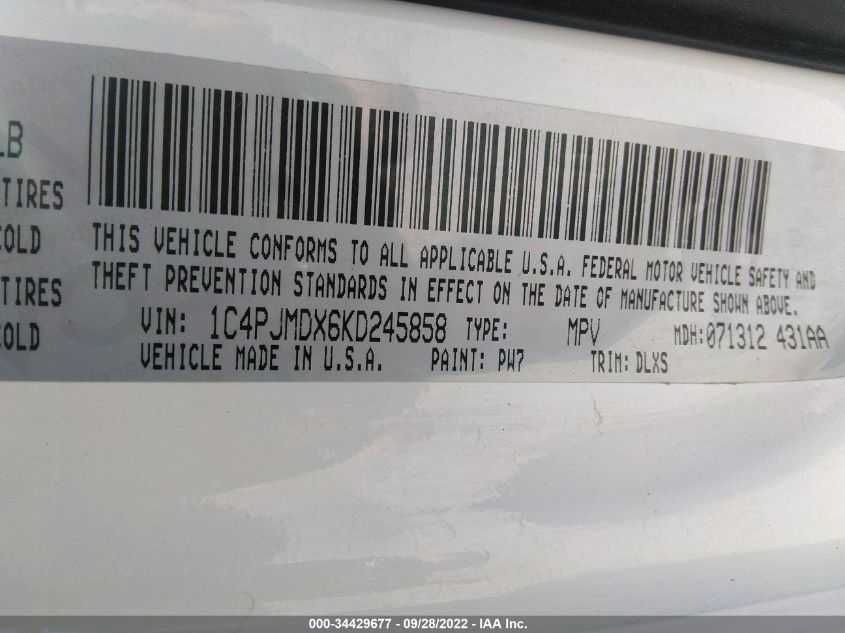 LB
TIRES
COLD
TIRES
COLD
THIS VEHICLE CONFORMS TO ALL APPLICABLE U.S.A. FEDERAL MOTOR VEHICLE SAFETY AND
THEFT PREVENTION STANDARDS IN EFFECT ON THE DATE OF MANUFACTURE SHOWN ABOVE.
VIN: 1C4PJMDX6KD245858 TYPE: MPV MDH:071312 431AA
VEHICLE MADE IN U.S.A. PAINT: PW7 TRIM: DLXS
000-34429677 - 09/28/2022 - IAA Inc.